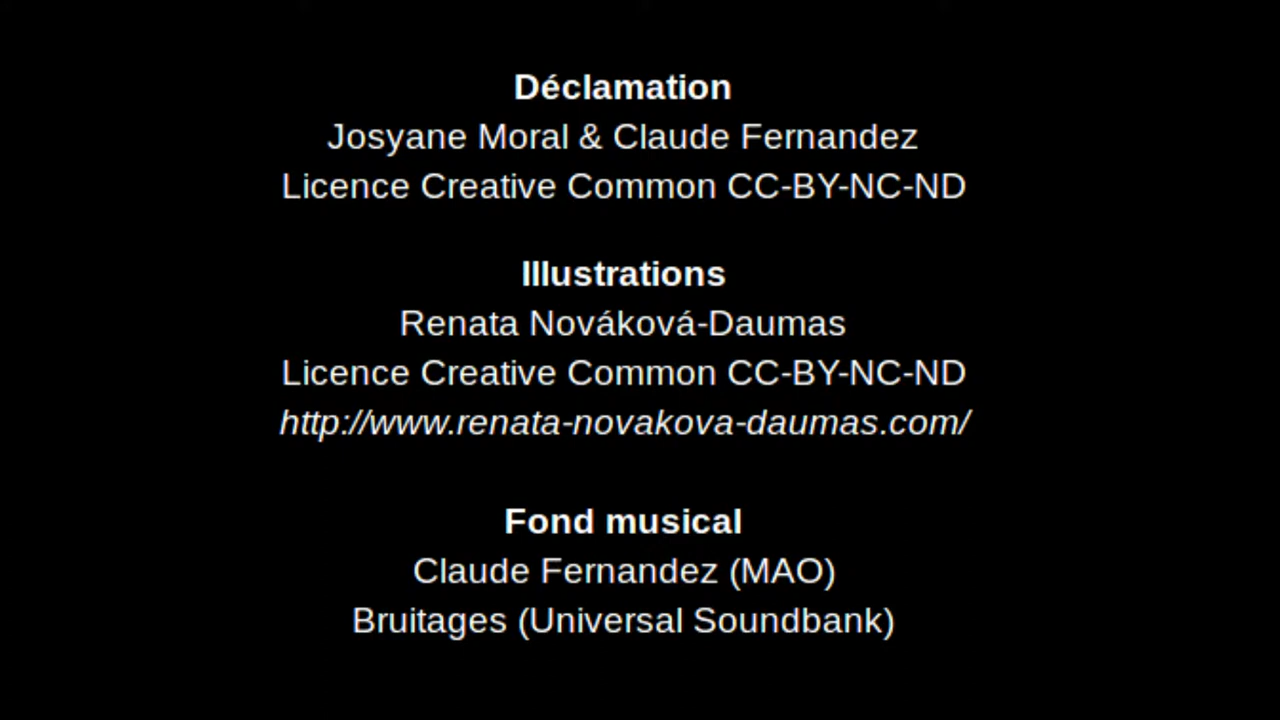 Déclamation
Josyane Moral & Claude Fernandez
Licence Creative Common CC-BY-NC-ND
Illustrations
Renata Nováková-Daumas
Licence Creative Common CC-BY-NC-ND
http://www.renata-novakova-daumas.com/
Fond musical
Claude Fernandez (MAO)
Bruitages (Universal Soundbank)